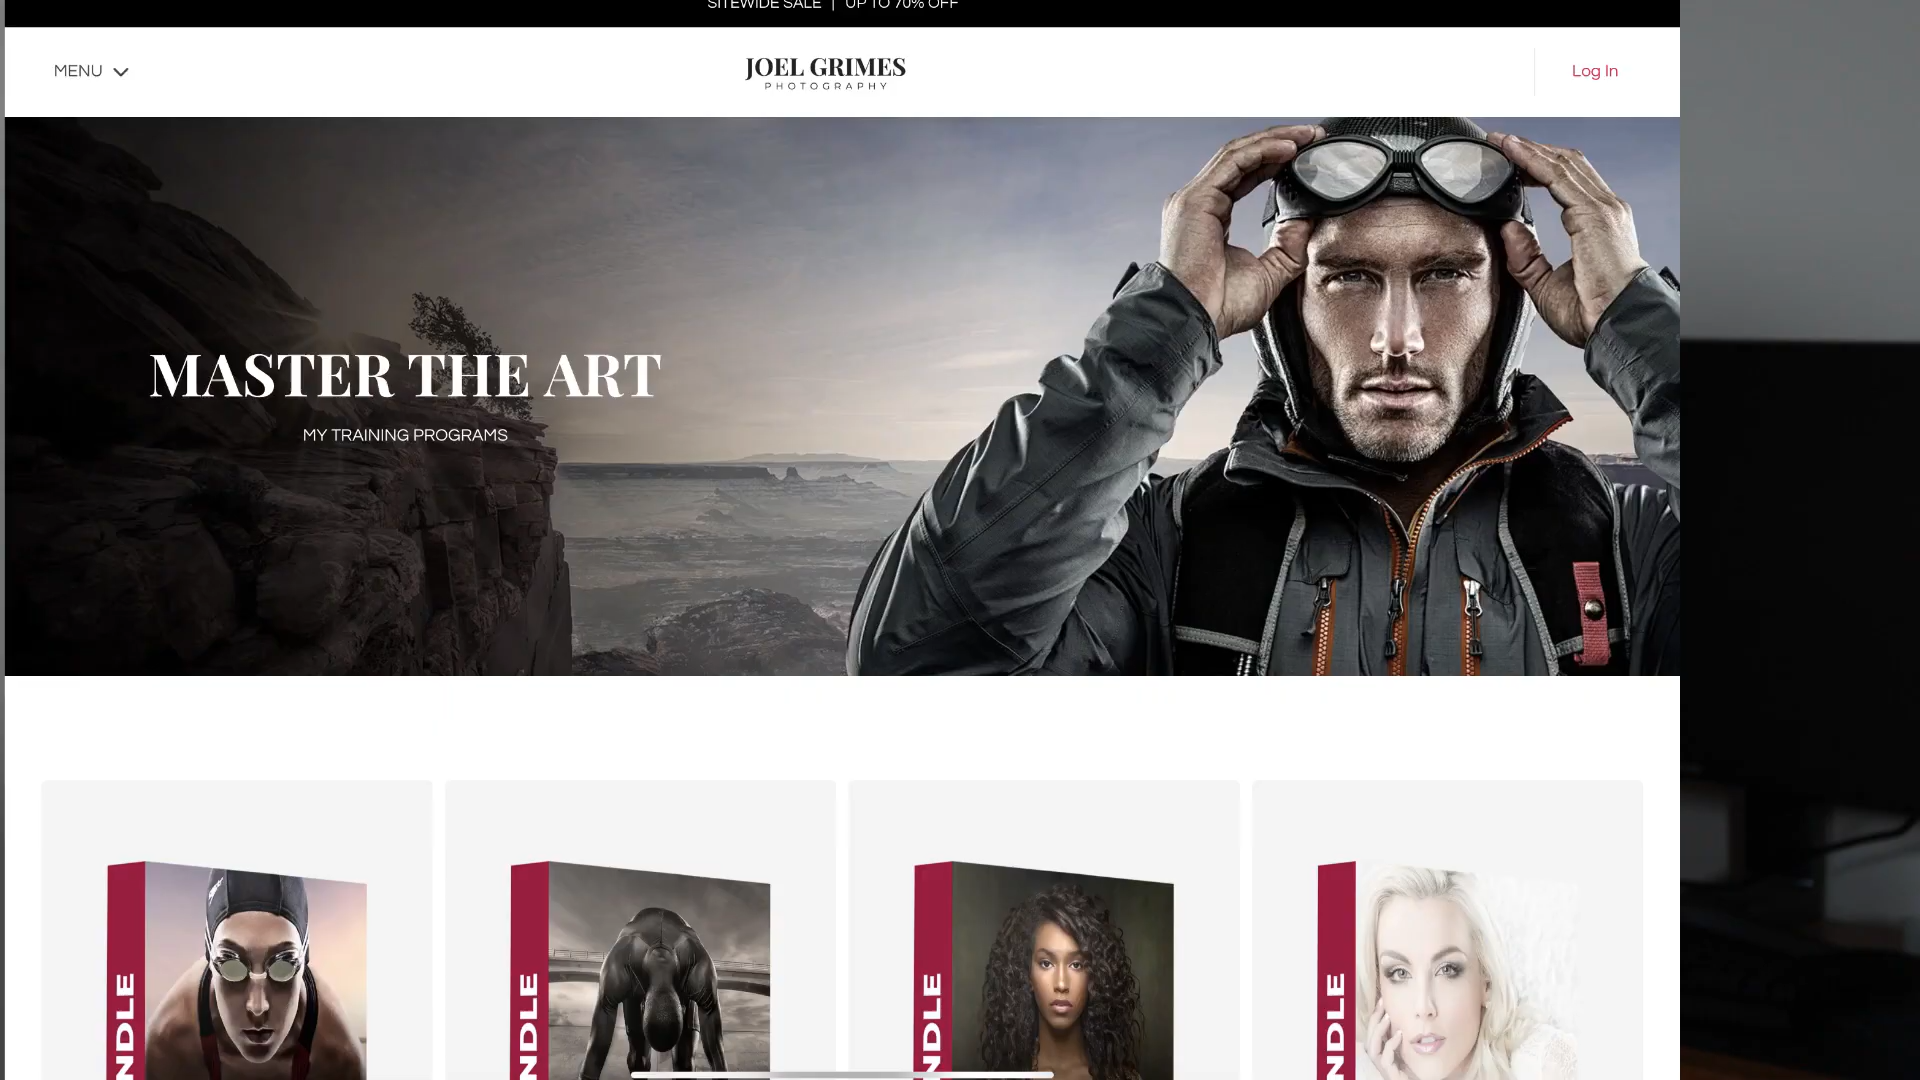 SITEWIDE SALE | UP TO 70% OFF
MENU
JOEL GRIMES
PHOTOGRAPHY
Log In
MASTER THE ART
MY TRAINING PROGRAMS
NDLE
NDLE
NDLE
NDLE